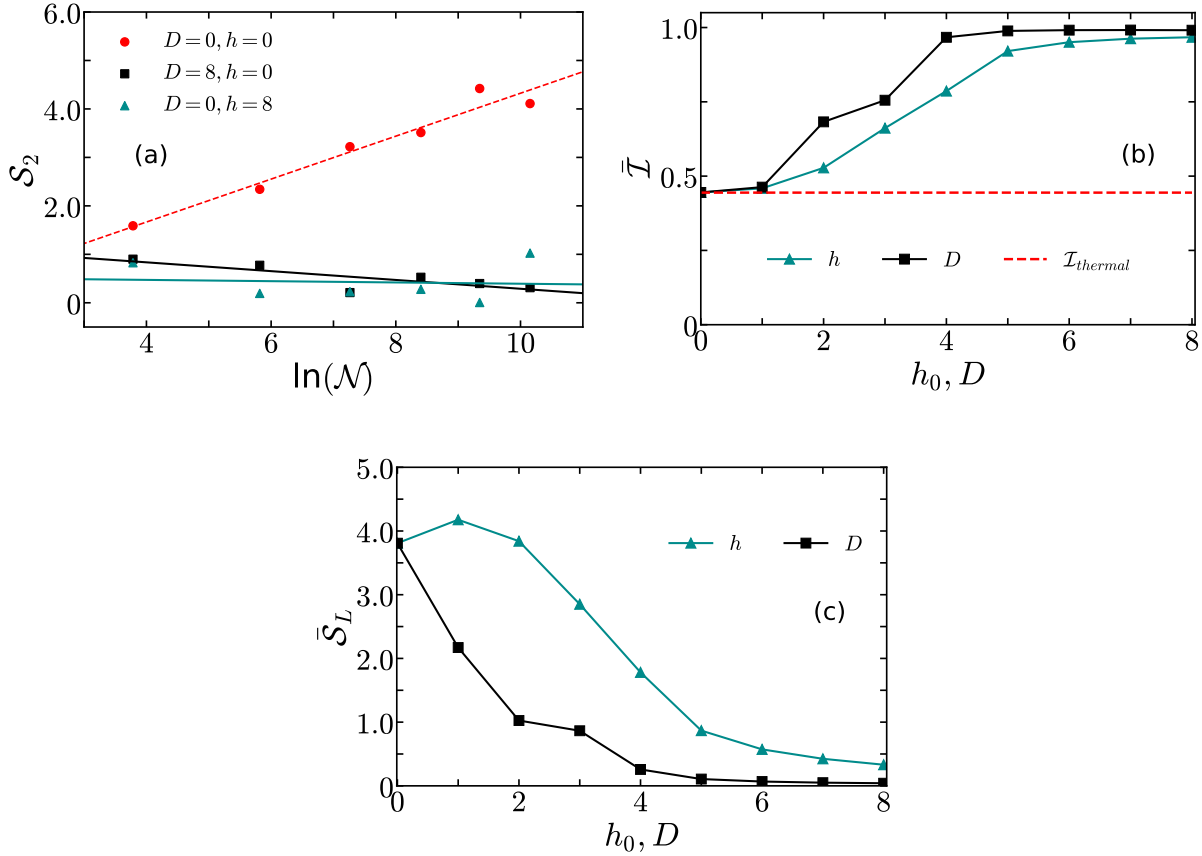 6.0
4.0
2.0
0
4
6
8
10
S₂
ln(𝒩)
D = 0, h = 0
D = 8, h = 0
D = 0, h = 8
(a)
1.0
0.5
0
0
2
4
6
8
Ī
h₀, D
(b)
h
D
I_thermal
5.0
4.0
3.0
2.0
1.0
0
0
2
4
6
8
S̄_L
h₀, D
h
D
(c)